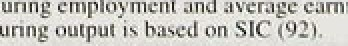 uring employment and average earn
uring output is based on SIC (92).